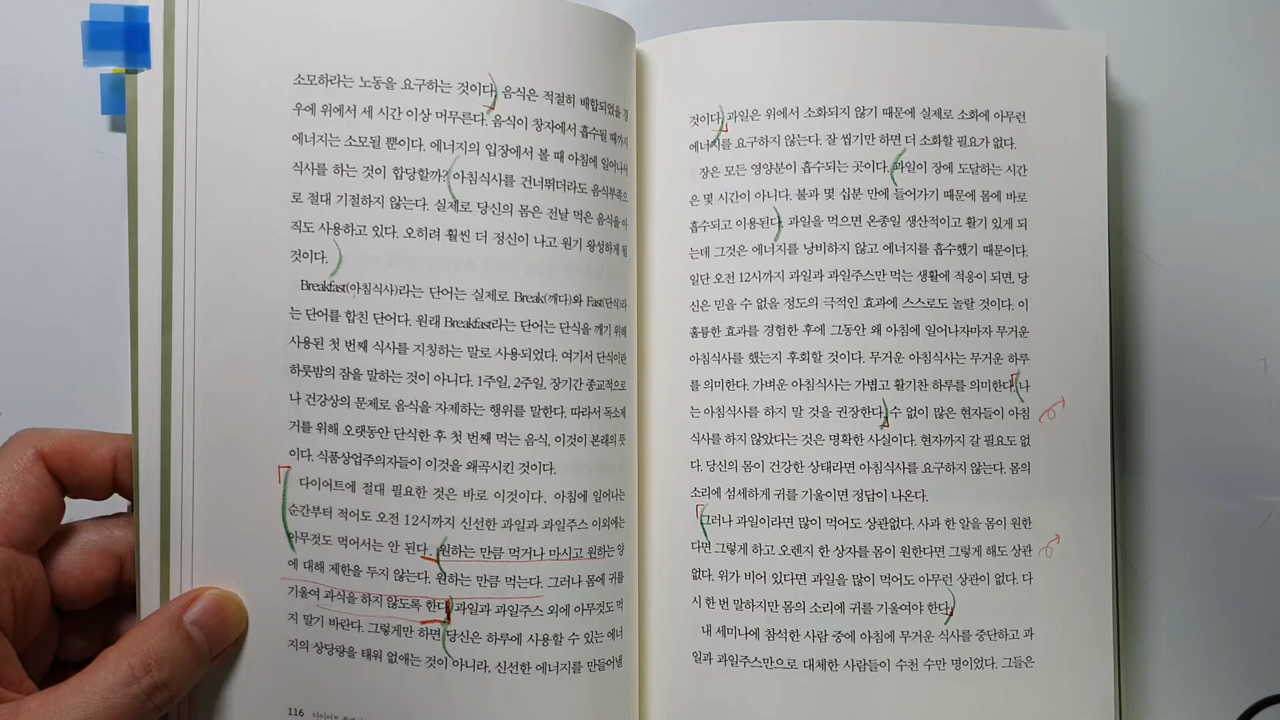 소모하라는 노동을 요구하는 것이다. 음식은 적절히 배합되었을 경
우에 위에서 세 시간 이상 머무른다. 음식이 창자에서 흡수될 때까지
에너지는 소모될 뿐이다. 에너지의 입장에서 볼 때 아침에 일어나서
식사를 하는 것이 합당할까? 아침식사를 건너뛰더라도 음식부족으
로 절대 기절하지 않는다. 실제로 당신의 몸은 전날 먹은 음식을 아
직도 사용하고 있다. 오히려 훨씬 더 정신이 나고 원기 왕성하게 될
것이다.
Breakfast(아침식사)라는 단어는 실제로 Break(깨다)와 Fast(단식)라
는 단어를 합친 단어다. 원래 Breakfast라는 단어는 단식을 깨기 위해
사용된 첫 번째 식사를 지칭하는 말로 사용되었다. 여기서 단식이란
하룻밤의 잠을 말하는 것이 아니다. 1주일, 2주일, 장기간 종교적으로
나 건강상의 문제로 음식을 자제하는 행위를 말한다. 따라서 독소제
거를 위해 오랫동안 단식한 후 첫 번째 먹는 음식, 이것이 본래의 뜻
이다. 식품상업주의자들이 이것을 왜곡시킨 것이다.
다이어트에 절대 필요한 것은 바로 이것이다. 아침에 일어나는
순간부터 적어도 오전 12시까지 신선한 과일과 과일주스 이외에는
아무것도 먹어서는 안 된다. 원하는 만큼 먹거나 마시고 원하는 양
에 대해 제한을 두지 않는다. 원하는 만큼 먹는다. 그러나 몸에 귀를
기울여 과식을 하지 않도록 한다. 과일과 과일주스 외에 아무것도 먹
지 말기 바란다. 그렇게만 하면 당신은 하루에 사용할 수 있는 에너
지의 상당량을 태워 없애는 것이 아니라, 신선한 에너지를 만들어낼
116 다이어트
것이다. 과일은 위에서 소화되지 않기 때문에 실제로 소화에 아무런
에너지를 요구하지 않는다. 잘 씹기만 하면 더 소화할 필요가 없다.
장은 모든 영양분이 흡수되는 곳이다. 과일이 장에 도달하는 시간
은 몇 시간이 아니다. 불과 몇 십분 만에 들어가기 때문에 몸에 바로
흡수되고 이용된다. 과일을 먹으면 온종일 생산적이고 활기 있게 되
는데 그것은 에너지를 낭비하지 않고 에너지를 흡수했기 때문이다.
일단 오전 12시까지 과일과 과일주스만 먹는 생활에 적응이 되면, 당
신은 믿을 수 없을 정도의 극적인 효과에 스스로도 놀랄 것이다. 이
훌륭한 효과를 경험한 후에 그동안 왜 아침에 일어나자마자 무거운
아침식사를 했는지 후회할 것이다. 무거운 아침식사는 무거운 하루
를 의미한다. 가벼운 아침식사는 가볍고 활기찬 하루를 의미한다. 나
는 아침식사를 하지 말 것을 권장한다. 수 없이 많은 현자들이 아침
식사를 하지 않았다는 것은 명확한 사실이다. 현자까지 갈 필요도 없
다. 당신의 몸이 건강한 상태라면 아침식사를 요구하지 않는다. 몸의
소리에 섬세하게 귀를 기울이면 정답이 나온다.
그러나 과일이라면 많이 먹어도 상관없다. 사과 한 알을 몸이 원한
다면 그렇게 하고 오렌지 한 상자를 몸이 원한다면 그렇게 해도 상관
없다. 위가 비어 있다면 과일을 많이 먹어도 아무런 상관이 없다. 다
시 한 번 말하지만 몸의 소리에 귀를 기울여야 한다.
내 세미나에 참석한 사람 중에 아침에 무거운 식사를 중단하고 과
일과 과일주스만으로 대체한 사람들이 수천 수만 명이었다. 그들은